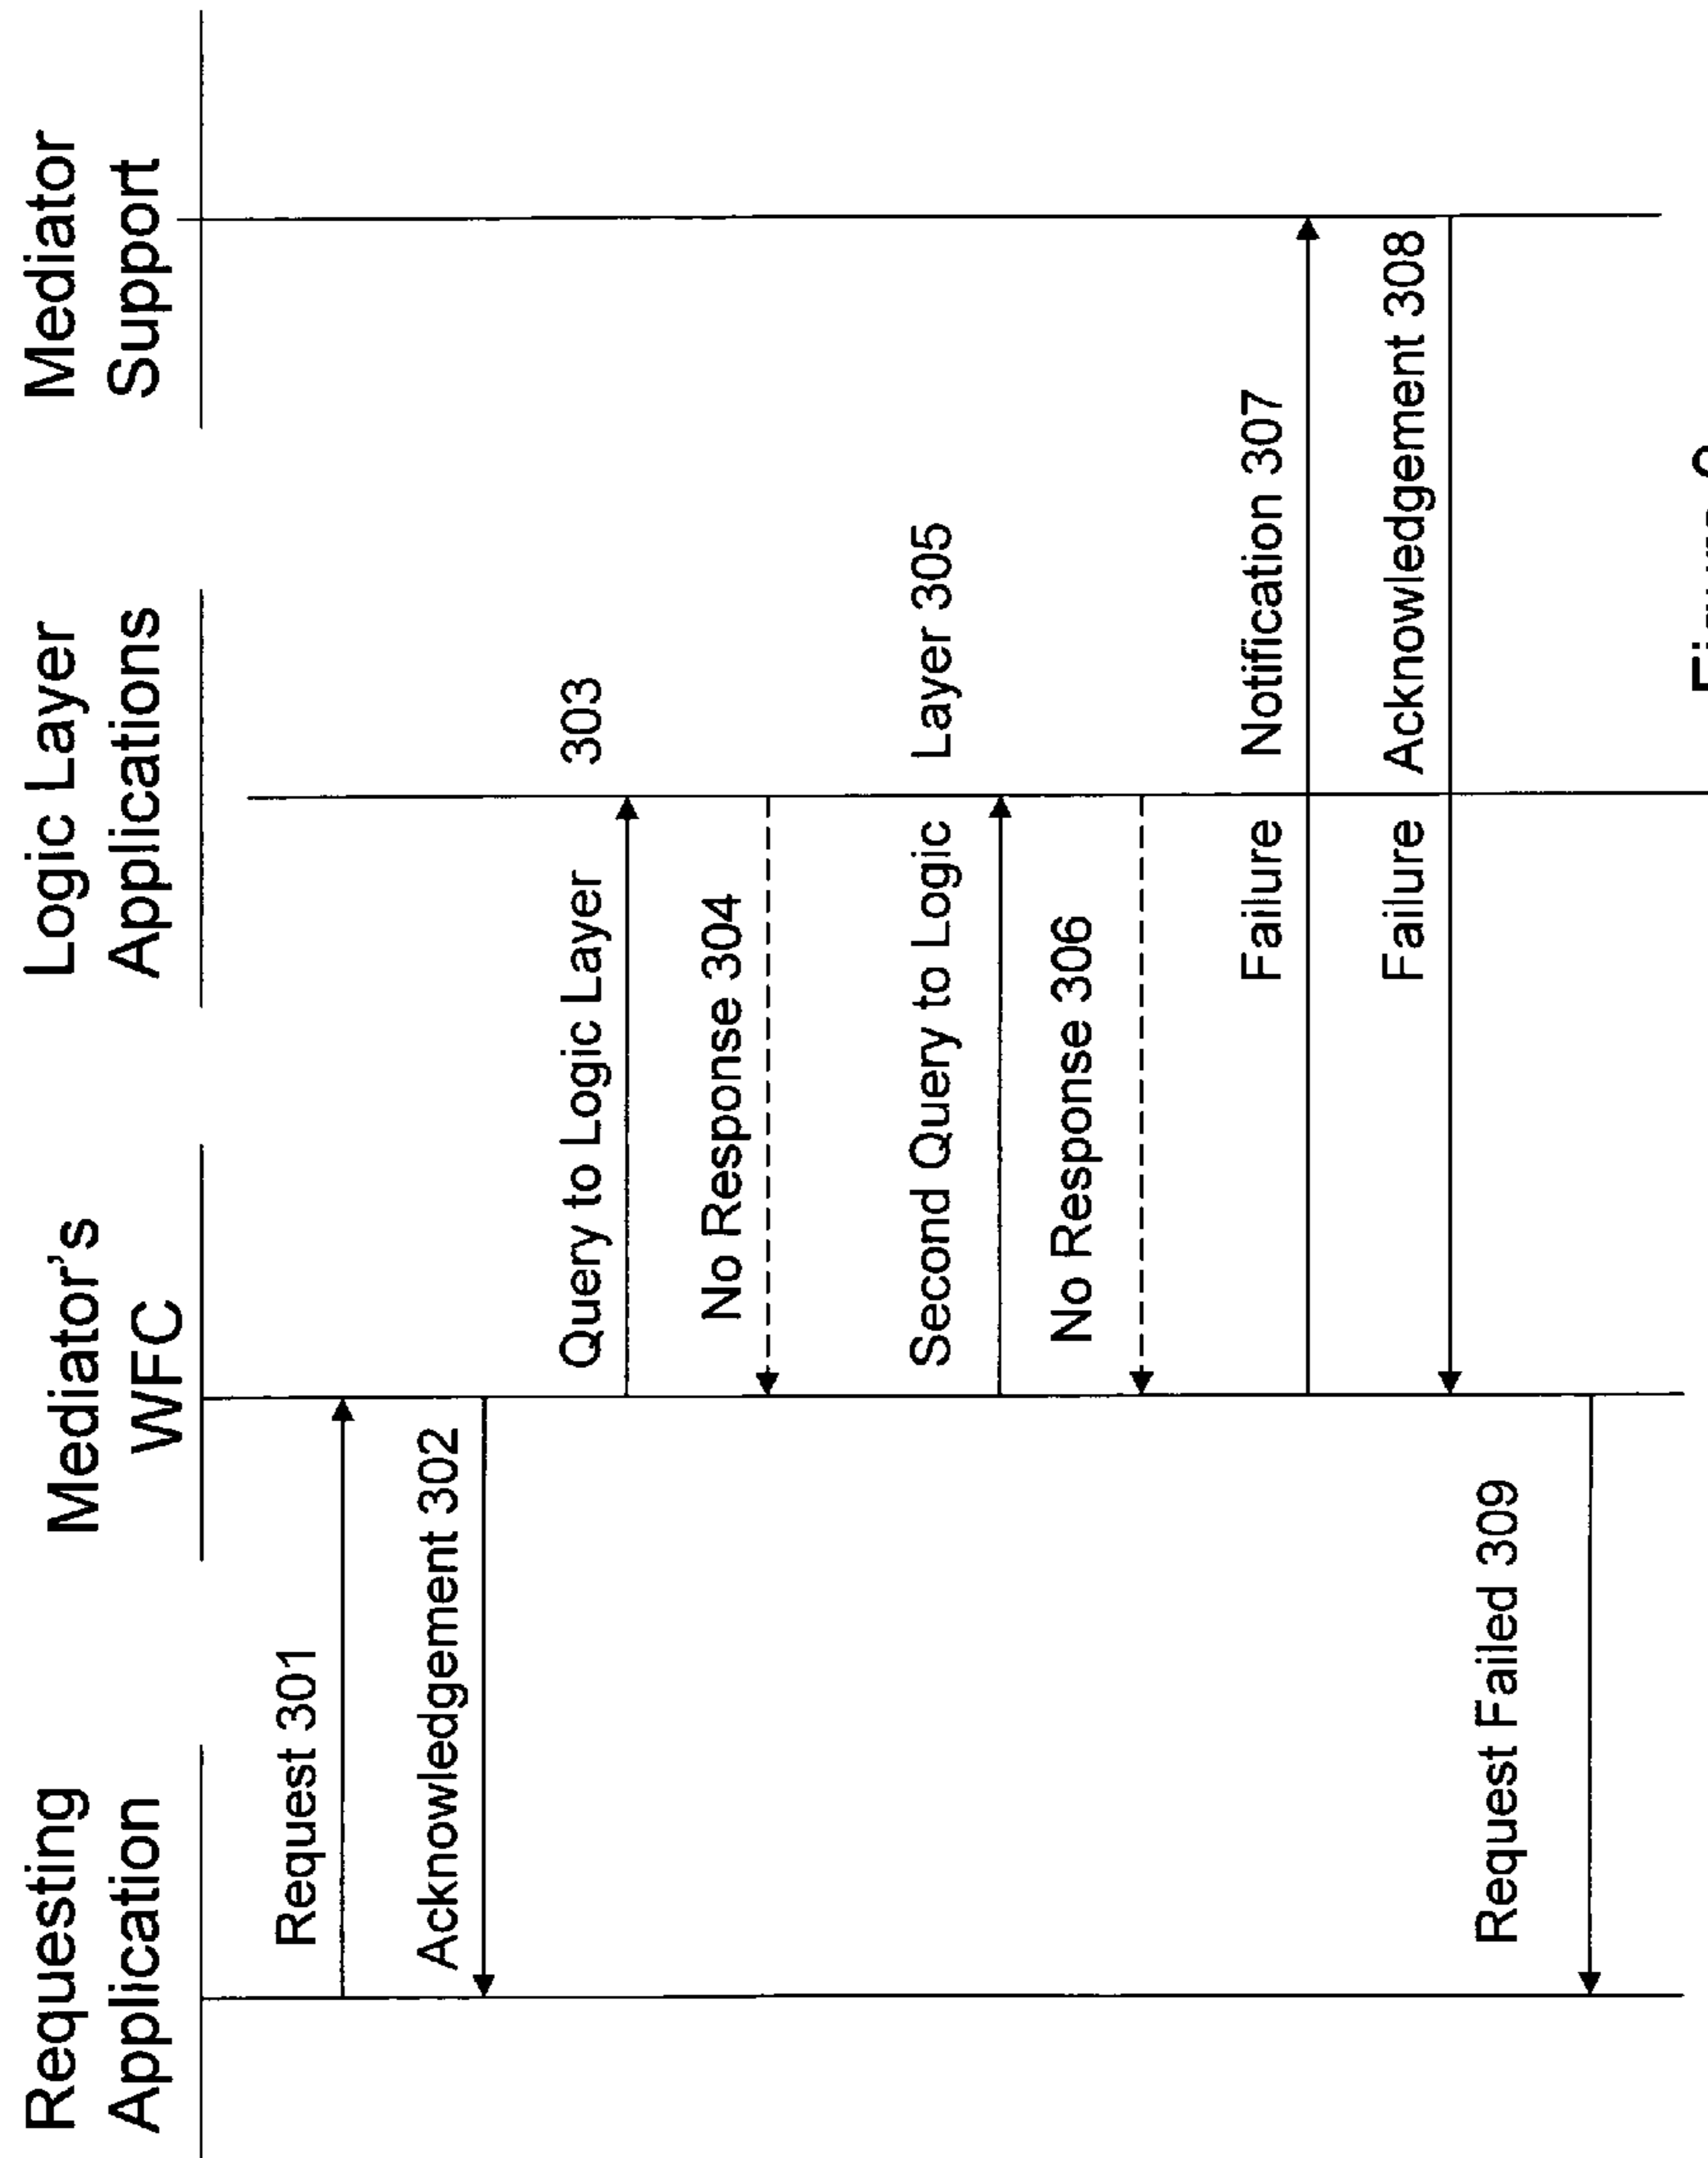 Requesting
Application
Mediator's
WFC
Logic Layer
Applications
Mediator
Support
Request 301
Acknowledgement 302
Query to Logic Layer 303
No Response 304
Second Query to Logic Layer 305
No Response 306
Failure Notification 307
Failure Acknowledgement 308
Request Failed 309